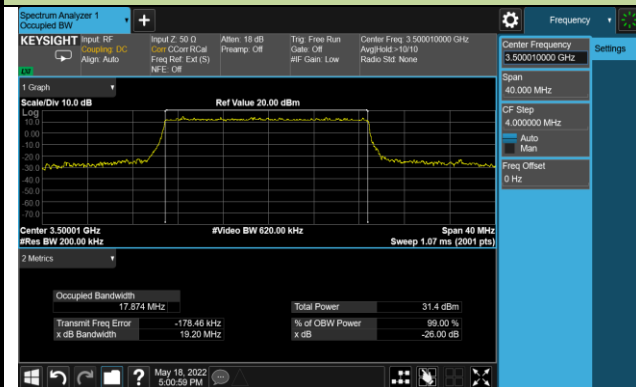 Spectrum Analyzer 1
Occupied BW
Frequency
KEYSIGHT
Input: RF
Coupling: DC
Align: Auto
Input Z: 50 Ω
Corr CCorr RCal
Freq Ref: Ext (S)
NFE: Off
Atten: 18 dB
Preamp: Off
Trig: Free Run
Gate: Off
#IF Gain: Low
Center Freq: 3.500010000 GHz
Avg|Hold:>10/10
Radio Std: None
Center Frequency
3.500010000 GHz
Settings
Span
40.000 MHz
CF Step
4.000000 MHz
Auto
Man
Freq Offset
0 Hz
1 Graph
Scale/Div 10.0 dB
Ref Value 20.00 dBm
Log
10.0
0.00
-10.0
-20.0
-30.0
-40.0
-50.0
-60.0
-70.0
Center 3.50001 GHz
#Video BW 620.00 kHz
Span 40 MHz
#Res BW 200.00 kHz
Sweep 1.07 ms (2001 pts)
2 Metrics
Occupied Bandwidth
17.874 MHz
Total Power
31.4 dBm
Transmit Freq Error
-178.46 kHz
% of OBW Power
99.00 %
x dB Bandwidth
19.20 MHz
x dB
-26.00 dB
May 18, 2022
5:00:59 PM